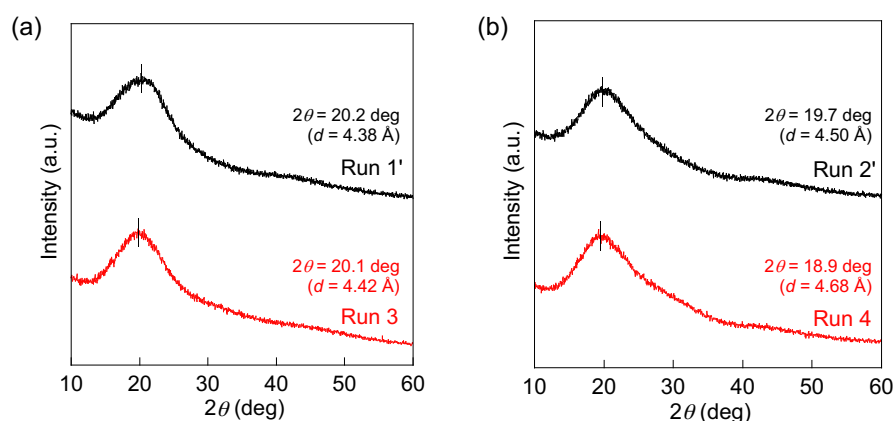 (a)
Intensity (a.u.)
2θ = 20.2 deg
(d = 4.38 Å)
Run 1'
2θ = 20.1 deg
(d = 4.42 Å)
Run 3
10 20 30 40 50 60
2θ (deg)
(b)
Intensity (a.u.)
2θ = 19.7 deg
(d = 4.50 Å)
Run 2'
2θ = 18.9 deg
(d = 4.68 Å)
Run 4
10 20 30 40 50 60
2θ (deg)